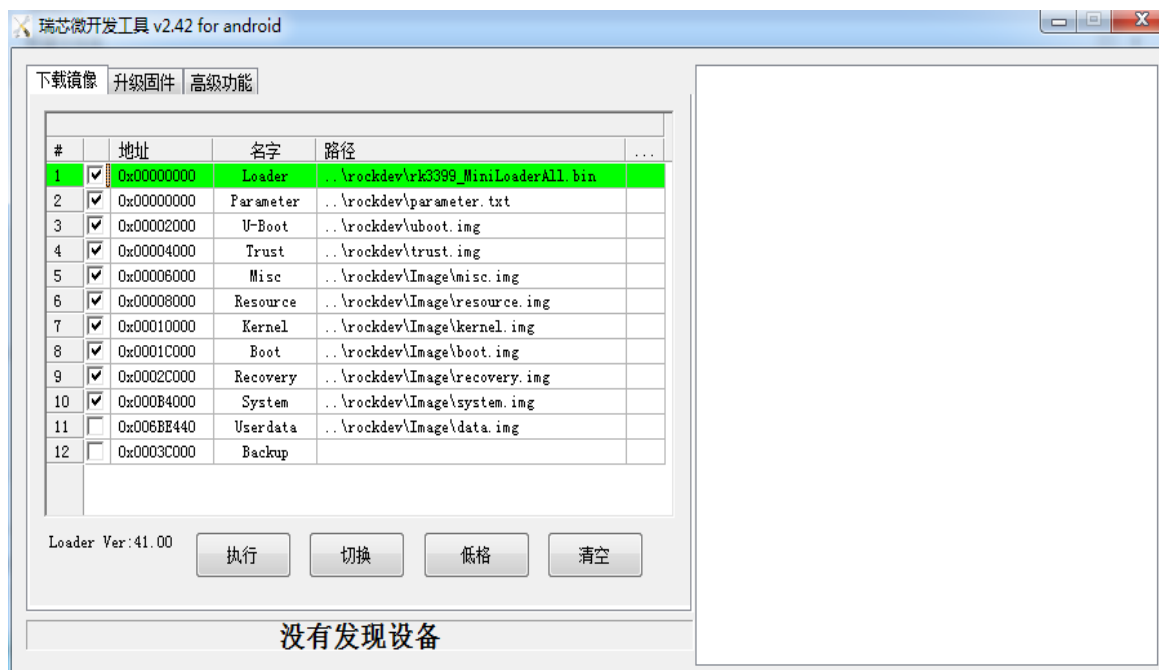 瑞芯微开发工具 v2.42 for android
下载镜像 升级固件 高级功能
# 地址 名字 路径 ...
1 0x00000000 Loader ..\rockdev\rk3399_MiniLoaderAll.bin
2 0x00000000 Parameter ..\rockdev\parameter.txt
3 0x00002000 U-Boot ..\rockdev\uboot.img
4 0x00004000 Trust ..\rockdev\trust.img
5 0x00006000 Misc ..\rockdev\Image\misc.img
6 0x00008000 Resource ..\rockdev\Image\resource.img
7 0x00010000 Kernel ..\rockdev\Image\kernel.img
8 0x0001C000 Boot ..\rockdev\Image\boot.img
9 0x0002C000 Recovery ..\rockdev\Image\recovery.img
10 0x000B4000 System ..\rockdev\Image\system.img
11 0x006BE440 Userdata ..\rockdev\Image\data.img
12 0x0003C000 Backup
Loader Ver:41.00 执行 切换 低格 清空
没有发现设备